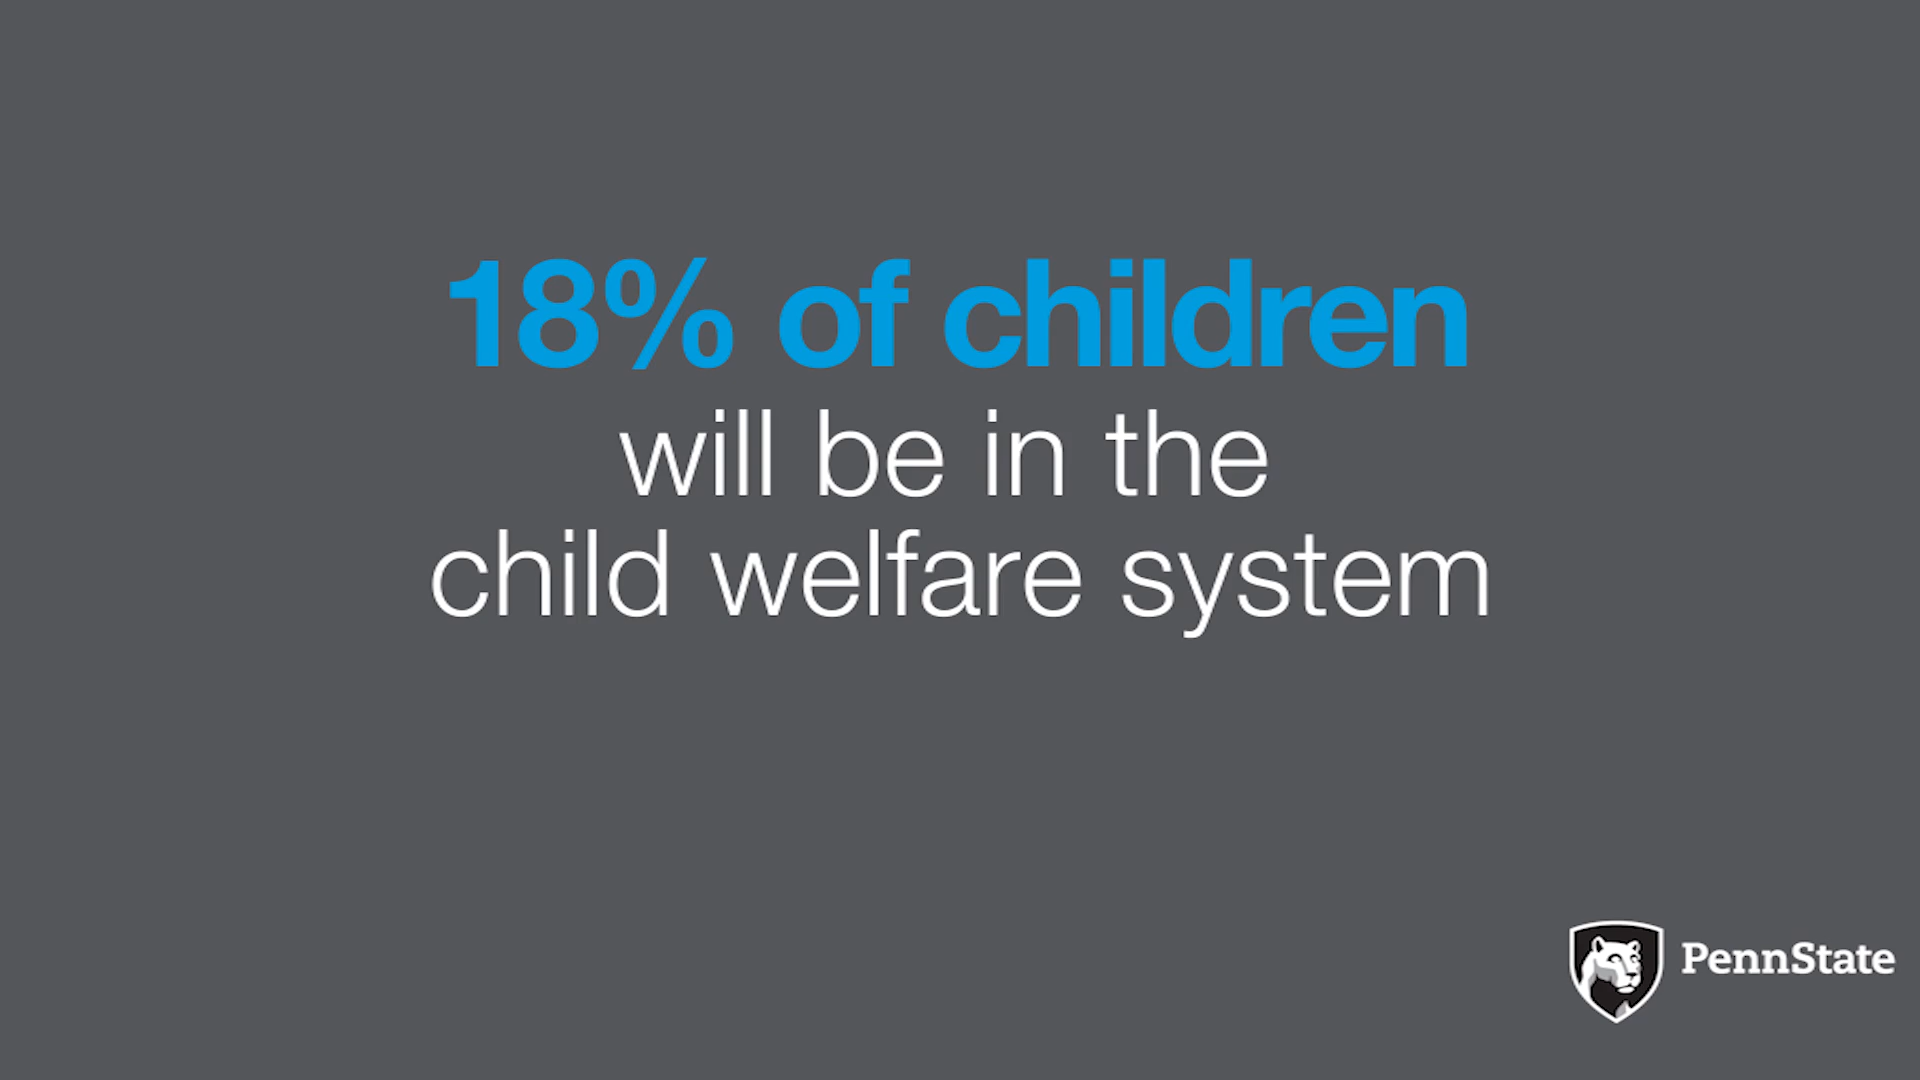 18% of children
will be in the
child welfare system
PennState